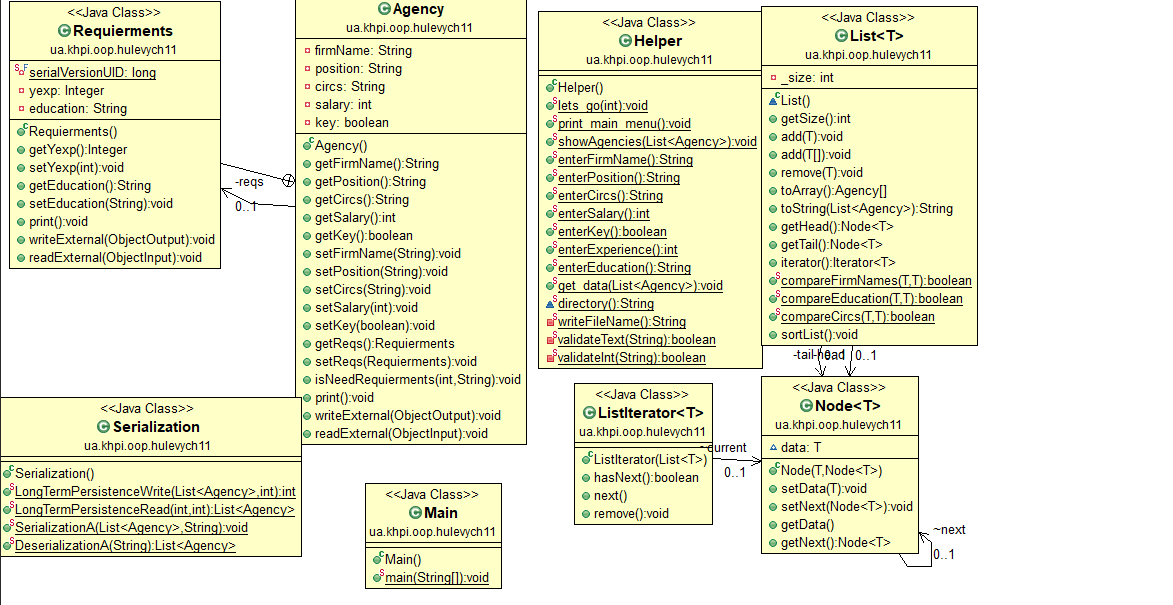 <<Java Class>>
Requierments
ua.khpi.oop.hulevych11
serialVersionUID: long
yexp: Integer
education: String
Requierments()
getYexp():Integer
setYexp(int):void
getEducation():String
setEducation(String):void
print():void
writeExternal(ObjectOutput):void
readExternal(ObjectInput):void
-reqs
0..1
Agency
ua.khpi.oop.hulevych11
firmName: String
position: String
circs: String
salary: int
key: boolean
Agency()
getFirmName():String
getPosition():String
getCircs():String
getSalary():int
getKey():boolean
setFirmName(String):void
setPosition(String):void
setCircs(String):void
setSalary(int):void
setKey(boolean):void
getReqs():Requierments
setReqs(Requierments):void
isNeedRequierments(int,String):void
print():void
writeExternal(ObjectOutput):void
readExternal(ObjectInput):void
<<Java Class>>
Helper
ua.khpi.oop.hulevych11
Helper()
lets_go(int):void
print_main_menu():void
showAgencies(List<Agency>):void
enterFirmName():String
enterPosition():String
enterCircs():String
enterSalary():int
enterKey():boolean
enterExperience():int
enterEducation():String
get_data(List<Agency>):void
directory():String
writeFileName():String
validateText(String):boolean
validateInt(String):boolean
<<Java Class>>
List<T>
ua.khpi.oop.hulevych11
_size: int
List()
getSize():int
add(T):void
add(T[]):void
remove(T):void
toArray():Agency[]
toString(List<Agency>):String
getHead():Node<T>
getTail():Node<T>
iterator():Iterator<T>
compareFirmNames(T,T):boolean
compareEducation(T,T):boolean
compareCircs(T,T):boolean
sortList():void
-tail
-head
0..1
0..1
<<Java Class>>
Serialization
ua.khpi.oop.hulevych11
Serialization()
LongTermPersistenceWrite(List<Agency>,int):int
LongTermPersistenceRead(int,int):List<Agency>
SerializationA(List<Agency>,String):void
DeserializationA(String):List<Agency>
<<Java Class>>
Main
ua.khpi.oop.hulevych11
Main()
main(String[]):void
<<Java Class>>
ListIterator<T>
ua.khpi.oop.hulevych11
ListIterator(List<T>)
hasNext():boolean
next()
remove():void
~current
0..1
<<Java Class>>
Node<T>
ua.khpi.oop.hulevych11
data: T
Node(T,Node<T>)
setData(T):void
setNext(Node<T>):void
getData()
getNext():Node<T>
~next
0..1